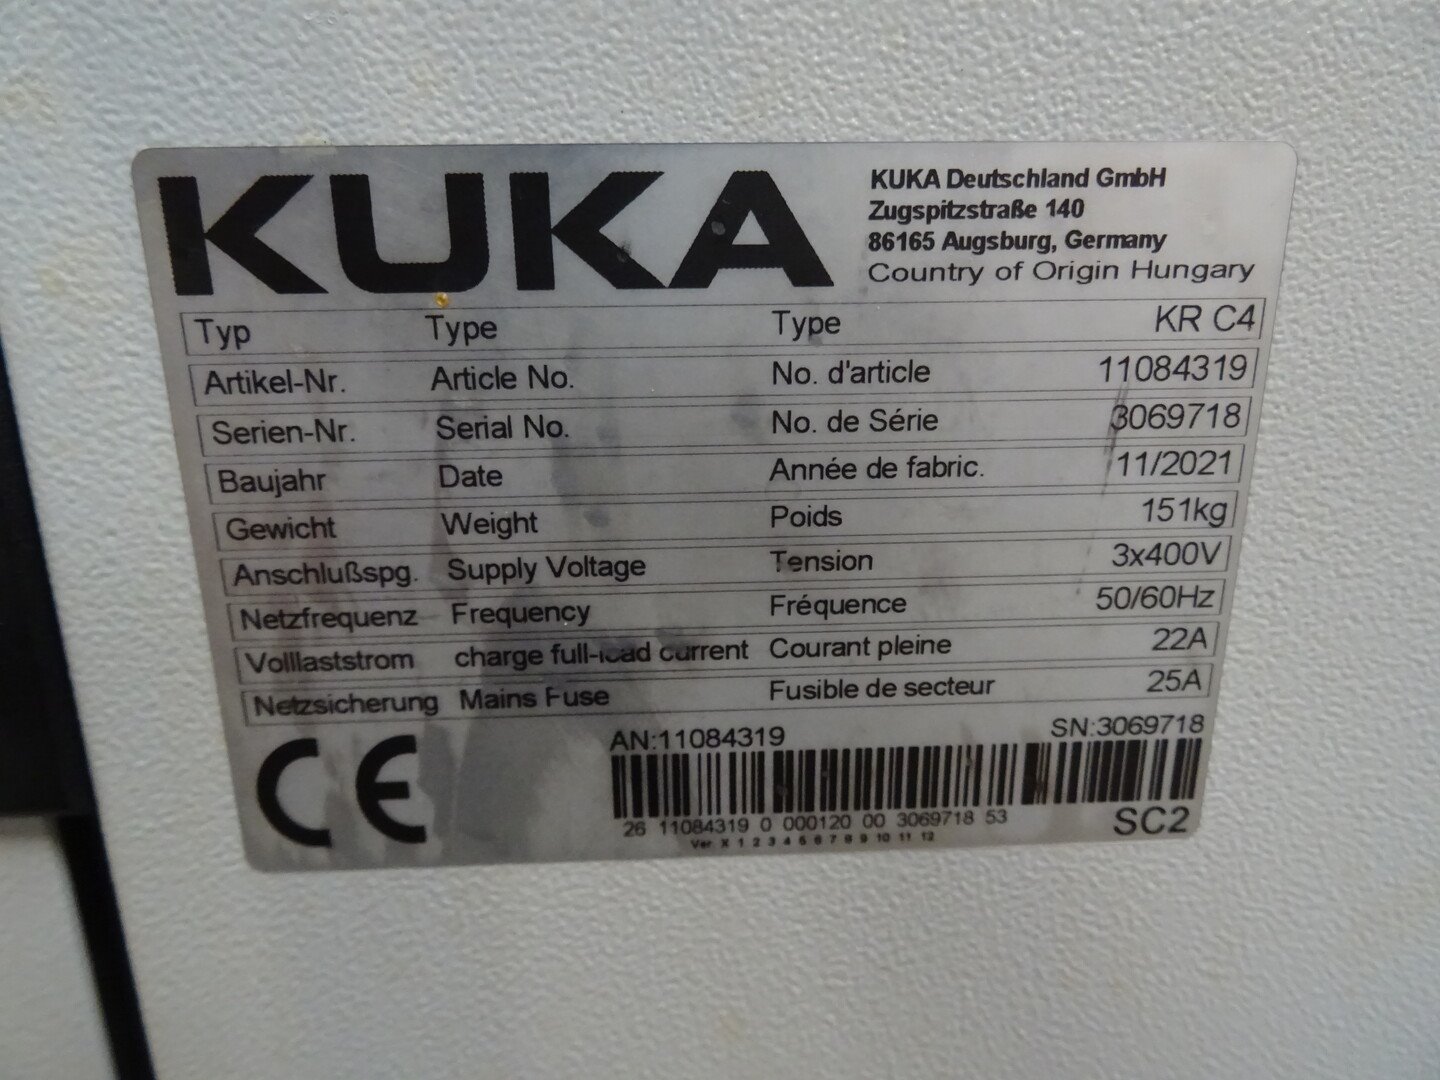 KUKA
KUKA Deutschland GmbH
Zugspitzstraße 140
86165 Augsburg, Germany
Country of Origin Hungary
Typ Type Type KR C4
Artikel-Nr. Article No. No. d'article 11084319
Serien-Nr. Serial No. No. de Série 3069718
Baujahr Date Année de fabric. 11/2021
Gewicht Weight Poids 151kg
Anschlußspg. Supply Voltage Tension 3x400V
Netzfrequenz Frequency Fréquence 50/60Hz
Volllaststrom charge full-load current Courant pleine 22A
Netzsicherung Mains Fuse Fusible de secteur 25A
CE
AN:11084319 SN:3069718
26 11084319 0 000120 00 3069718 53
SC2
Ver X 1 2 3 4 5 6 7 8 9 10 11 12